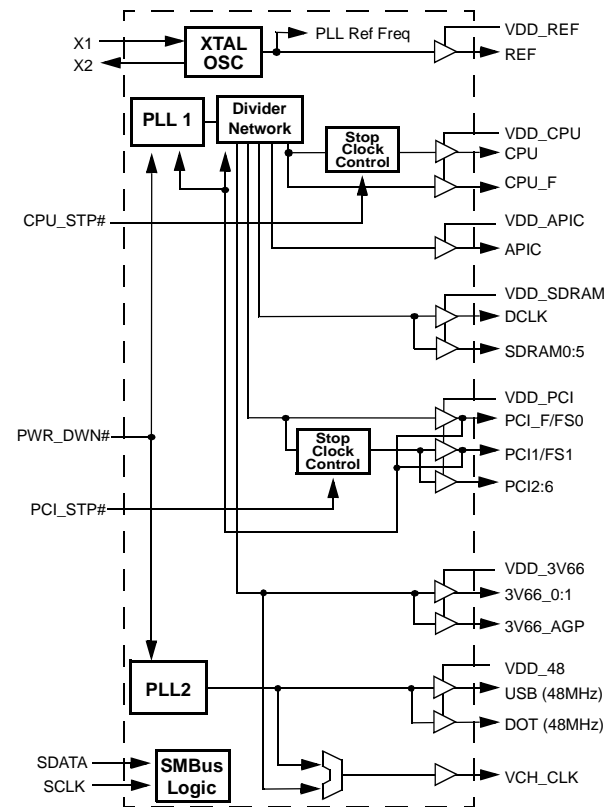 VDD_REF
PLL Ref Freq
X1
XTAL
OSC
REF
X2
PLL 1
Divider
Network
VDD_CPU
Stop
Clock
Control
CPU
CPU_F
CPU_STP#
VDD_APIC
APIC
VDD_SDRAM
DCLK
SDRAM0:5
VDD_PCI
PCI_F/FS0
PWR_DWN#
Stop
Clock
Control
PCI1/FS1
PCI2:6
PCI_STP#
VDD_3V66
3V66_0:1
3V66_AGP
VDD_48
PLL2
USB (48MHz)
DOT (48MHz)
SDATA
SCLK
SMBus
Logic
VCH_CLK